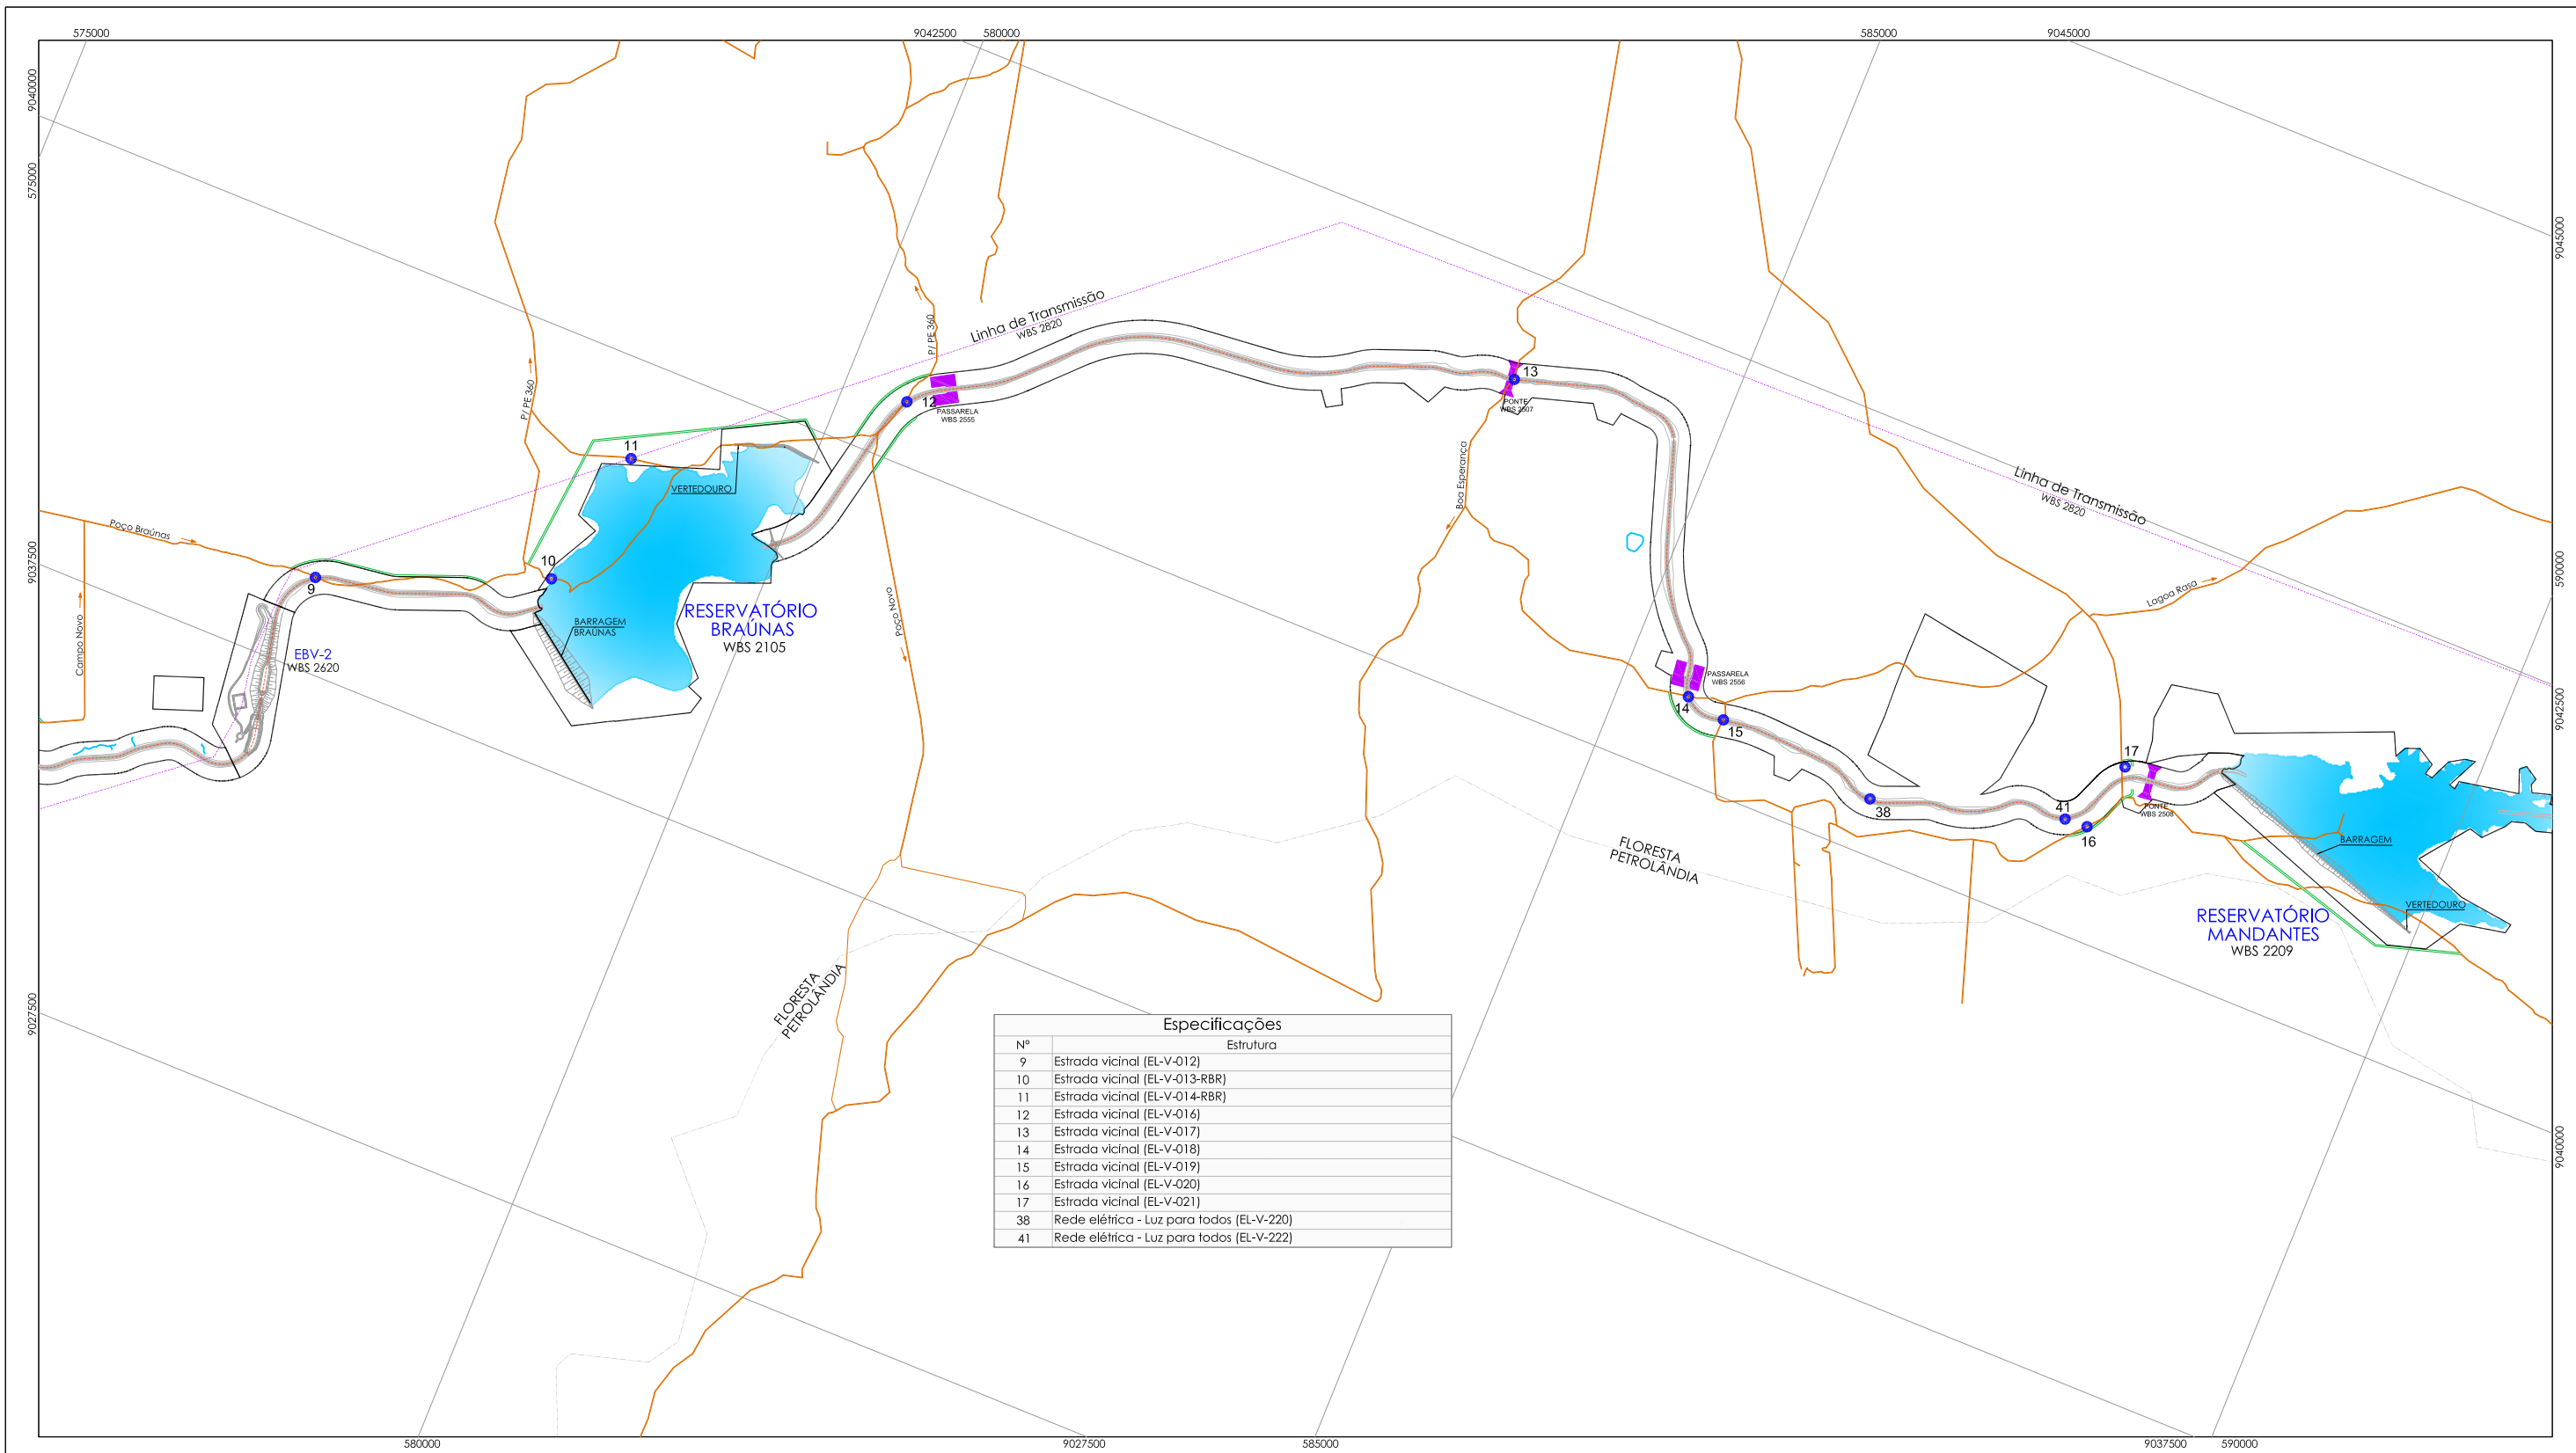 575000
9042500
580000
585000
9045000
9040000
575000
9037500
9027500
9045000
590000
9042500
9040000
580000
9027500
585000
9037500
590000
Poço Braúnas
Campo Novo
9
EBV-2
WBS 2620
P/ PE 360
10
11
VERTEDOURO
BARRAGEM
BRAÚNAS
RESERVATÓRIO
BRAÚNAS
WBS 2105
P/ PE 360
12
PASSARELA
WBS 2555
Poço Novo
Linha de Transmissão
WBS 2820
13
PONTE
WBS 2507
Boa Esperança
Linha de Transmissão
WBS 2820
Lagoa Rasa
PASSARELA
WBS 2556
14
15
38
41
16
17
PONTE
WBS 2508
BARRAGEM
VERTEDOURO
RESERVATÓRIO
MANDANTES
WBS 2209
FLORESTA
PETROLÂNDIA
FLORESTA
PETROLÂNDIA
Especificações
Nº Estrutura
9 Estrada vicinal (EL-V-012)
10 Estrada vicinal (EL-V-013-RBR)
11 Estrada vicinal (EL-V-014-RBR)
12 Estrada vicinal (EL-V-016)
13 Estrada vicinal (EL-V-017)
14 Estrada vicinal (EL-V-018)
15 Estrada vicinal (EL-V-019)
16 Estrada vicinal (EL-V-020)
17 Estrada vicinal (EL-V-021)
38 Rede elétrica - Luz para todos (EL-V-220)
41 Rede elétrica - Luz para todos (EL-V-222)